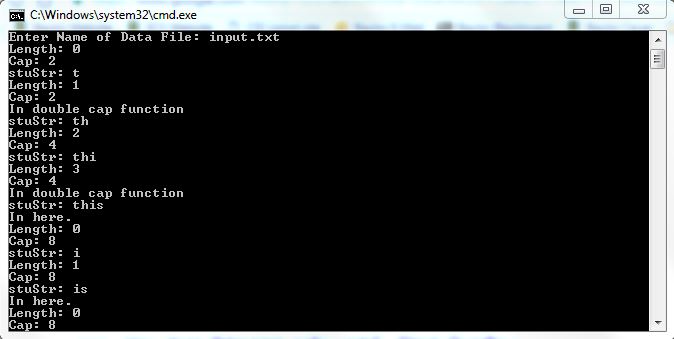 C:\Windows\system32\cmd.exe
Enter Name of Data File: input.txt
Length: 0
Cap: 2
stuStr: t
Length: 1
Cap: 2
In double cap function
stuStr: th
Length: 2
Cap: 4
stuStr: thi
Length: 3
Cap: 4
In double cap function
stuStr: this
In here.
Length: 0
Cap: 8
stuStr: i
Length: 1
Cap: 8
stuStr: is
In here.
Length: 0
Cap: 8